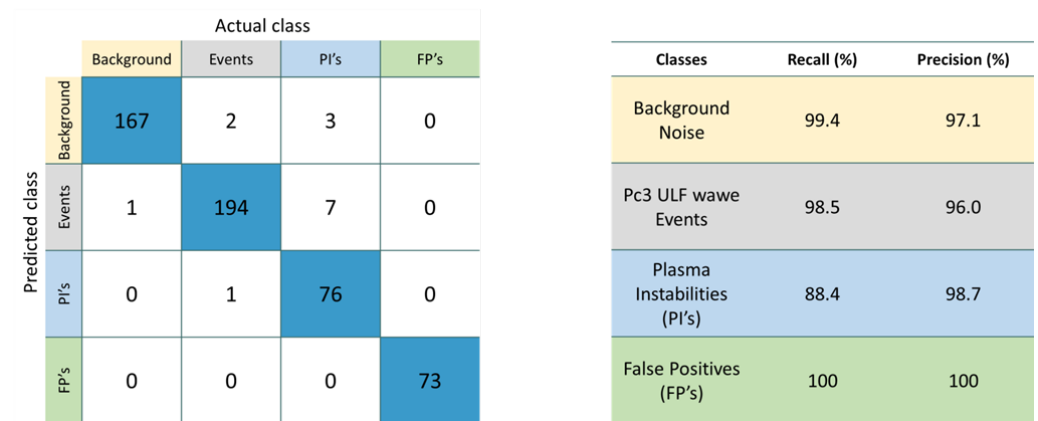 Actual class
Background Events PI's FP's
Predicted class
Background 167 2 3 0
Events 1 194 7 0
PI's 0 1 76 0
FP's 0 0 0 73
Classes Recall (%) Precision (%)
Background
Noise
99.4 97.1
Pc3 ULF wawe
Events
98.5 96.0
Plasma
Instabilities
(PI's)
88.4 98.7
False Positives
(FP's)
100 100